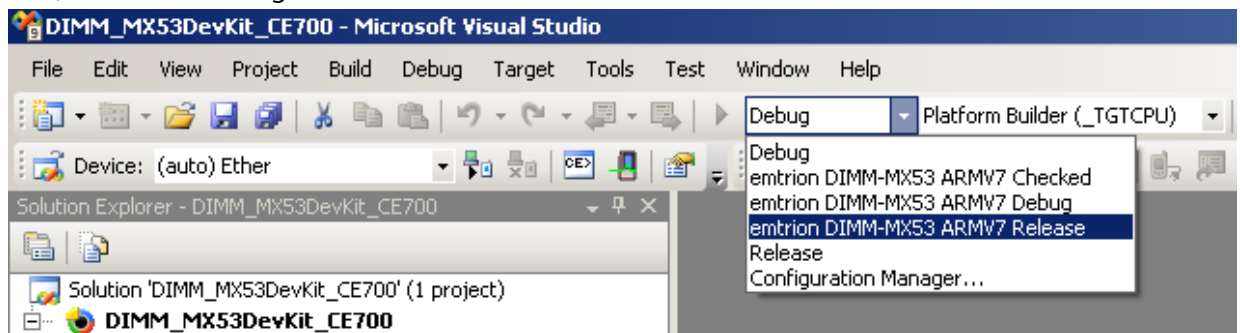 DIMM_MX53DevKit_CE700 - Microsoft Visual Studio
File Edit View Project Build Debug Target Tools Test Window Help
Debug Platform Builder (_TGTCPU)
Device: (auto) Ether CE>
Debug
emtrion DIMM-MX53 ARMV7 Checked
emtrion DIMM-MX53 ARMV7 Debug
emtrion DIMM-MX53 ARMV7 Release
Release
Configuration Manager...
Solution Explorer - DIMM_MX53DevKit_CE700
Solution 'DIMM_MX53DevKit_CE700' (1 project)
DIMM_MX53DevKit_CE700